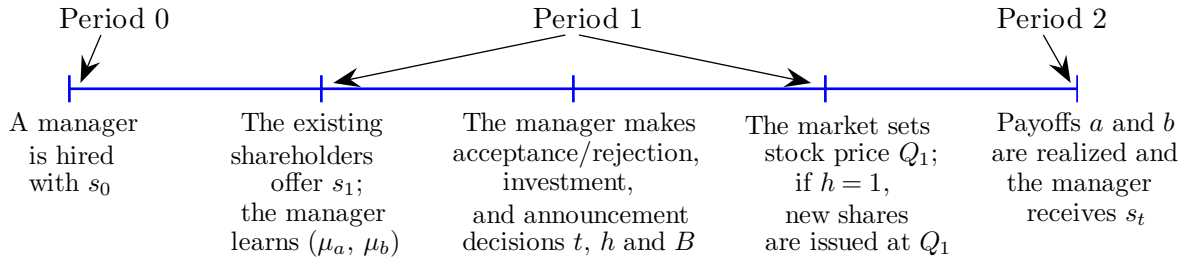 Period 0
Period 1
Period 2
A manager
is hired
with s₀
The existing
shareholders
offer s₁;
the manager
learns (μₐ, μ_b)
The manager makes
acceptance/rejection,
investment,
and announcement
decisions t, h and B
The market sets
stock price Q₁;
if h = 1,
new shares
are issued at Q₁
Payoffs a and b
are realized and
the manager
receives sₜ